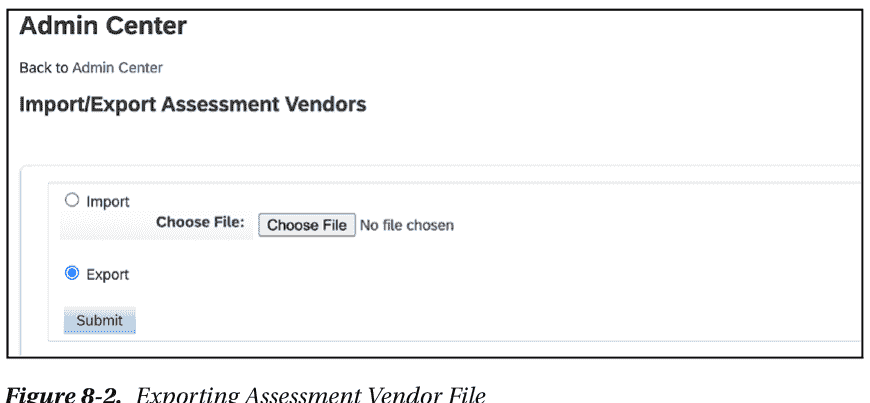 Admin Center
Back to Admin Center
Import/Export Assessment Vendors
Import
Choose File: Choose File No file chosen
Export
Submit
Figure 8-2. Exporting Assessment Vendor File